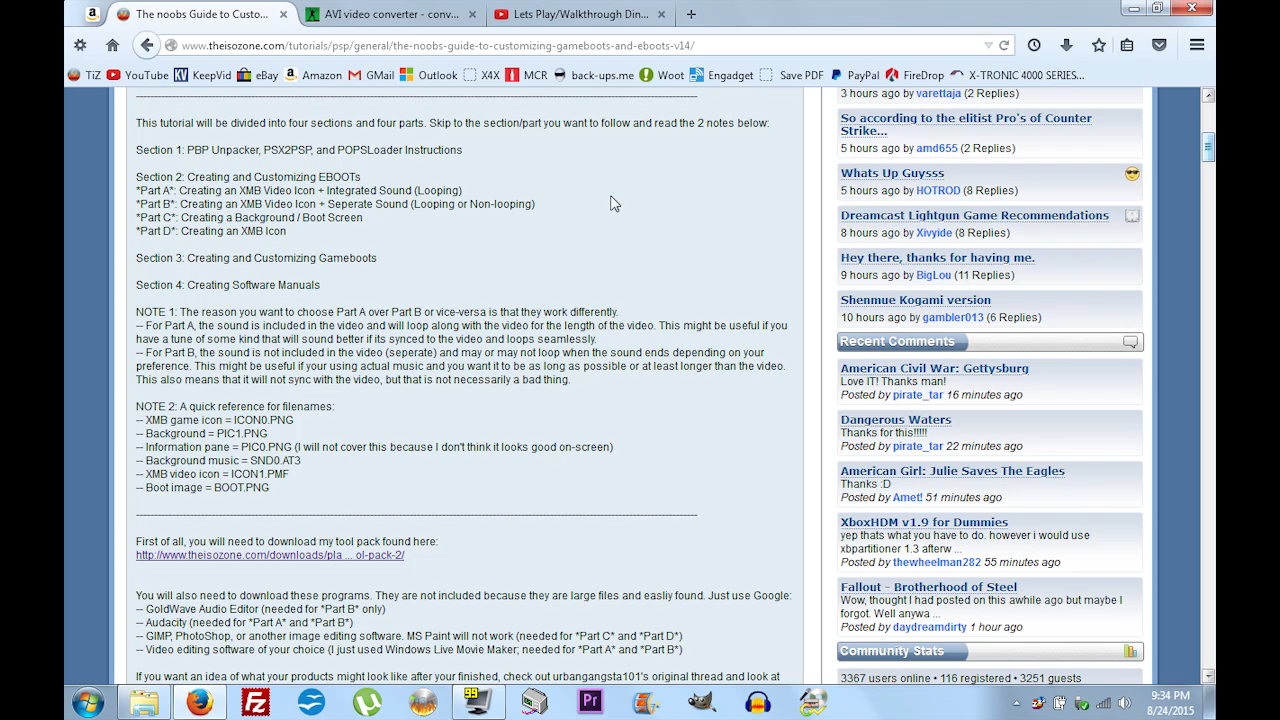 The noobs Guide to Custo...
AVI video converter - conv...
Lets Play/Walkthrough Din...
www.theisozone.com/tutorials/psp/general/the-noobs-guide-to-customizing-gameboots-and-eboots-v14/
TiZ
YouTube
KeepVid
eBay
Amazon
GMail
Outlook
X4X
MCR
back-ups.me
Woot
Engadget
Save PDF
PayPal
FireDrop
X-TRONIC 4000 SERIES...
This tutorial will be divided into four sections and four parts. Skip to the section/part you want to follow and read the 2 notes below:
Section 1: PBP Unpacker, PSX2PSP, and POPSLoader Instructions
Section 2: Creating and Customizing EBOOTs
*Part A*: Creating an XMB Video Icon + Integrated Sound (Looping)
*Part B*: Creating an XMB Video Icon + Seperate Sound (Looping or Non-looping)
*Part C*: Creating a Background / Boot Screen
*Part D*: Creating an XMB Icon
Section 3: Creating and Customizing Gameboots
Section 4: Creating Software Manuals
NOTE 1: The reason you want to choose Part A over Part B or vice-versa is that they work differently.
-- For Part A, the sound is included in the video and will loop along with the video for the length of the video. This might be useful if you
have a tune of some kind that will sound better if its synced to the video and loops seamlessly.
-- For Part B, the sound is not included in the video (seperate) and may or may not loop when the sound ends depending on your
preference. This might be useful if your using actual music and you want it to be as long as possible or at least longer than the video.
This also means that it will not sync with the video, but that is not necessarily a bad thing.
NOTE 2: A quick reference for filenames:
-- XMB game icon = ICON0.PNG
-- Background = PIC1.PNG
-- Information pane = PIC0.PNG (I will not cover this because I don't think it looks good on-screen)
-- Background music = SND0.AT3
-- XMB video icon = ICON1.PMF
-- Boot image = BOOT.PNG
First of all, you will need to download my tool pack found here:
http://www.theisozone.com/downloads/pla ... ol-pack-2/
You will also need to download these programs. They are not included because they are large files and easliy found. Just use Google:
-- GoldWave Audio Editor (needed for *Part B* only)
-- Audacity (needed for *Part A* and *Part B*)
-- GIMP, PhotoShop, or another image editing software. MS Paint will not work (needed for *Part C* and *Part D*)
-- Video editing software of your choice (I just used Windows Live Movie Maker; needed for *Part A* and *Part B*)
If you want an idea of what your products might look like after your finished, check out urbangangsta101's original thread and look at
3 hours ago by varettaja (2 Replies)
So according to the elitist Pro's of Counter
Strike...
5 hours ago by amd655 (2 Replies)
Whats Up Guysss
5 hours ago by HOTROD (8 Replies)
Dreamcast Lightgun Game Recommendations
8 hours ago by Xivyide (8 Replies)
Hey there, thanks for having me.
9 hours ago by BigLou (11 Replies)
Shenmue Kogami version
10 hours ago by gambler013 (6 Replies)
Recent Comments
American Civil War: Gettysburg
Love IT! Thanks man!
Posted by pirate_tar 16 minutes ago
Dangerous Waters
Thanks for this!!!!!
Posted by pirate_tar 22 minutes ago
American Girl: Julie Saves The Eagles
Thanks :D
Posted by Amet! 51 minutes ago
XboxHDM v1.9 for Dummies
yep thats what you have to do. however i would use
xbpartitioner 1.3 afterw ...
Posted by thewheelman282 55 minutes ago
Fallout - Brotherhood of Steel
Wow, thought I had posted on this awhile ago but maybe I
forgot. Well anywa ...
Posted by daydreamdirty 1 hour ago
Community Stats
3367 users online • 116 registered • 3251 guests
9:34 PM
8/24/2015